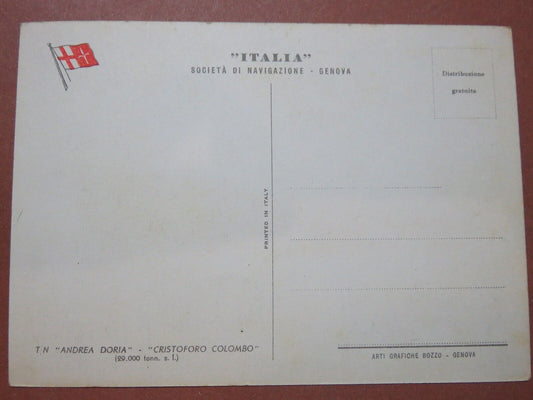 "ITALIA"
SOCIETÀ DI NAVIGAZIONE - GENOVA
Distribuzione
gratuita
PRINTED IN ITALY
T N "ANDREA DORIA" - "CRISTOFORO COLOMBO"
(29.000 tonn. s. l.)
ARTI GRAFICHE BOZZO - GENOVA